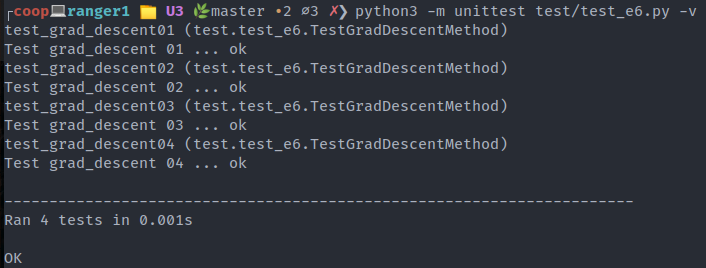 coop💻ranger1 📁 U3 🌿master •2 ⌀3 ✗❯ python3 -m unittest test/test_e6.py -v
test_grad_descent01 (test.test_e6.TestGradDescentMethod)
Test grad_descent 01 ... ok
test_grad_descent02 (test.test_e6.TestGradDescentMethod)
Test grad_descent 02 ... ok
test_grad_descent03 (test.test_e6.TestGradDescentMethod)
Test grad_descent 03 ... ok
test_grad_descent04 (test.test_e6.TestGradDescentMethod)
Test grad_descent 04 ... ok
----------------------------------------------------------------------
Ran 4 tests in 0.001s
OK